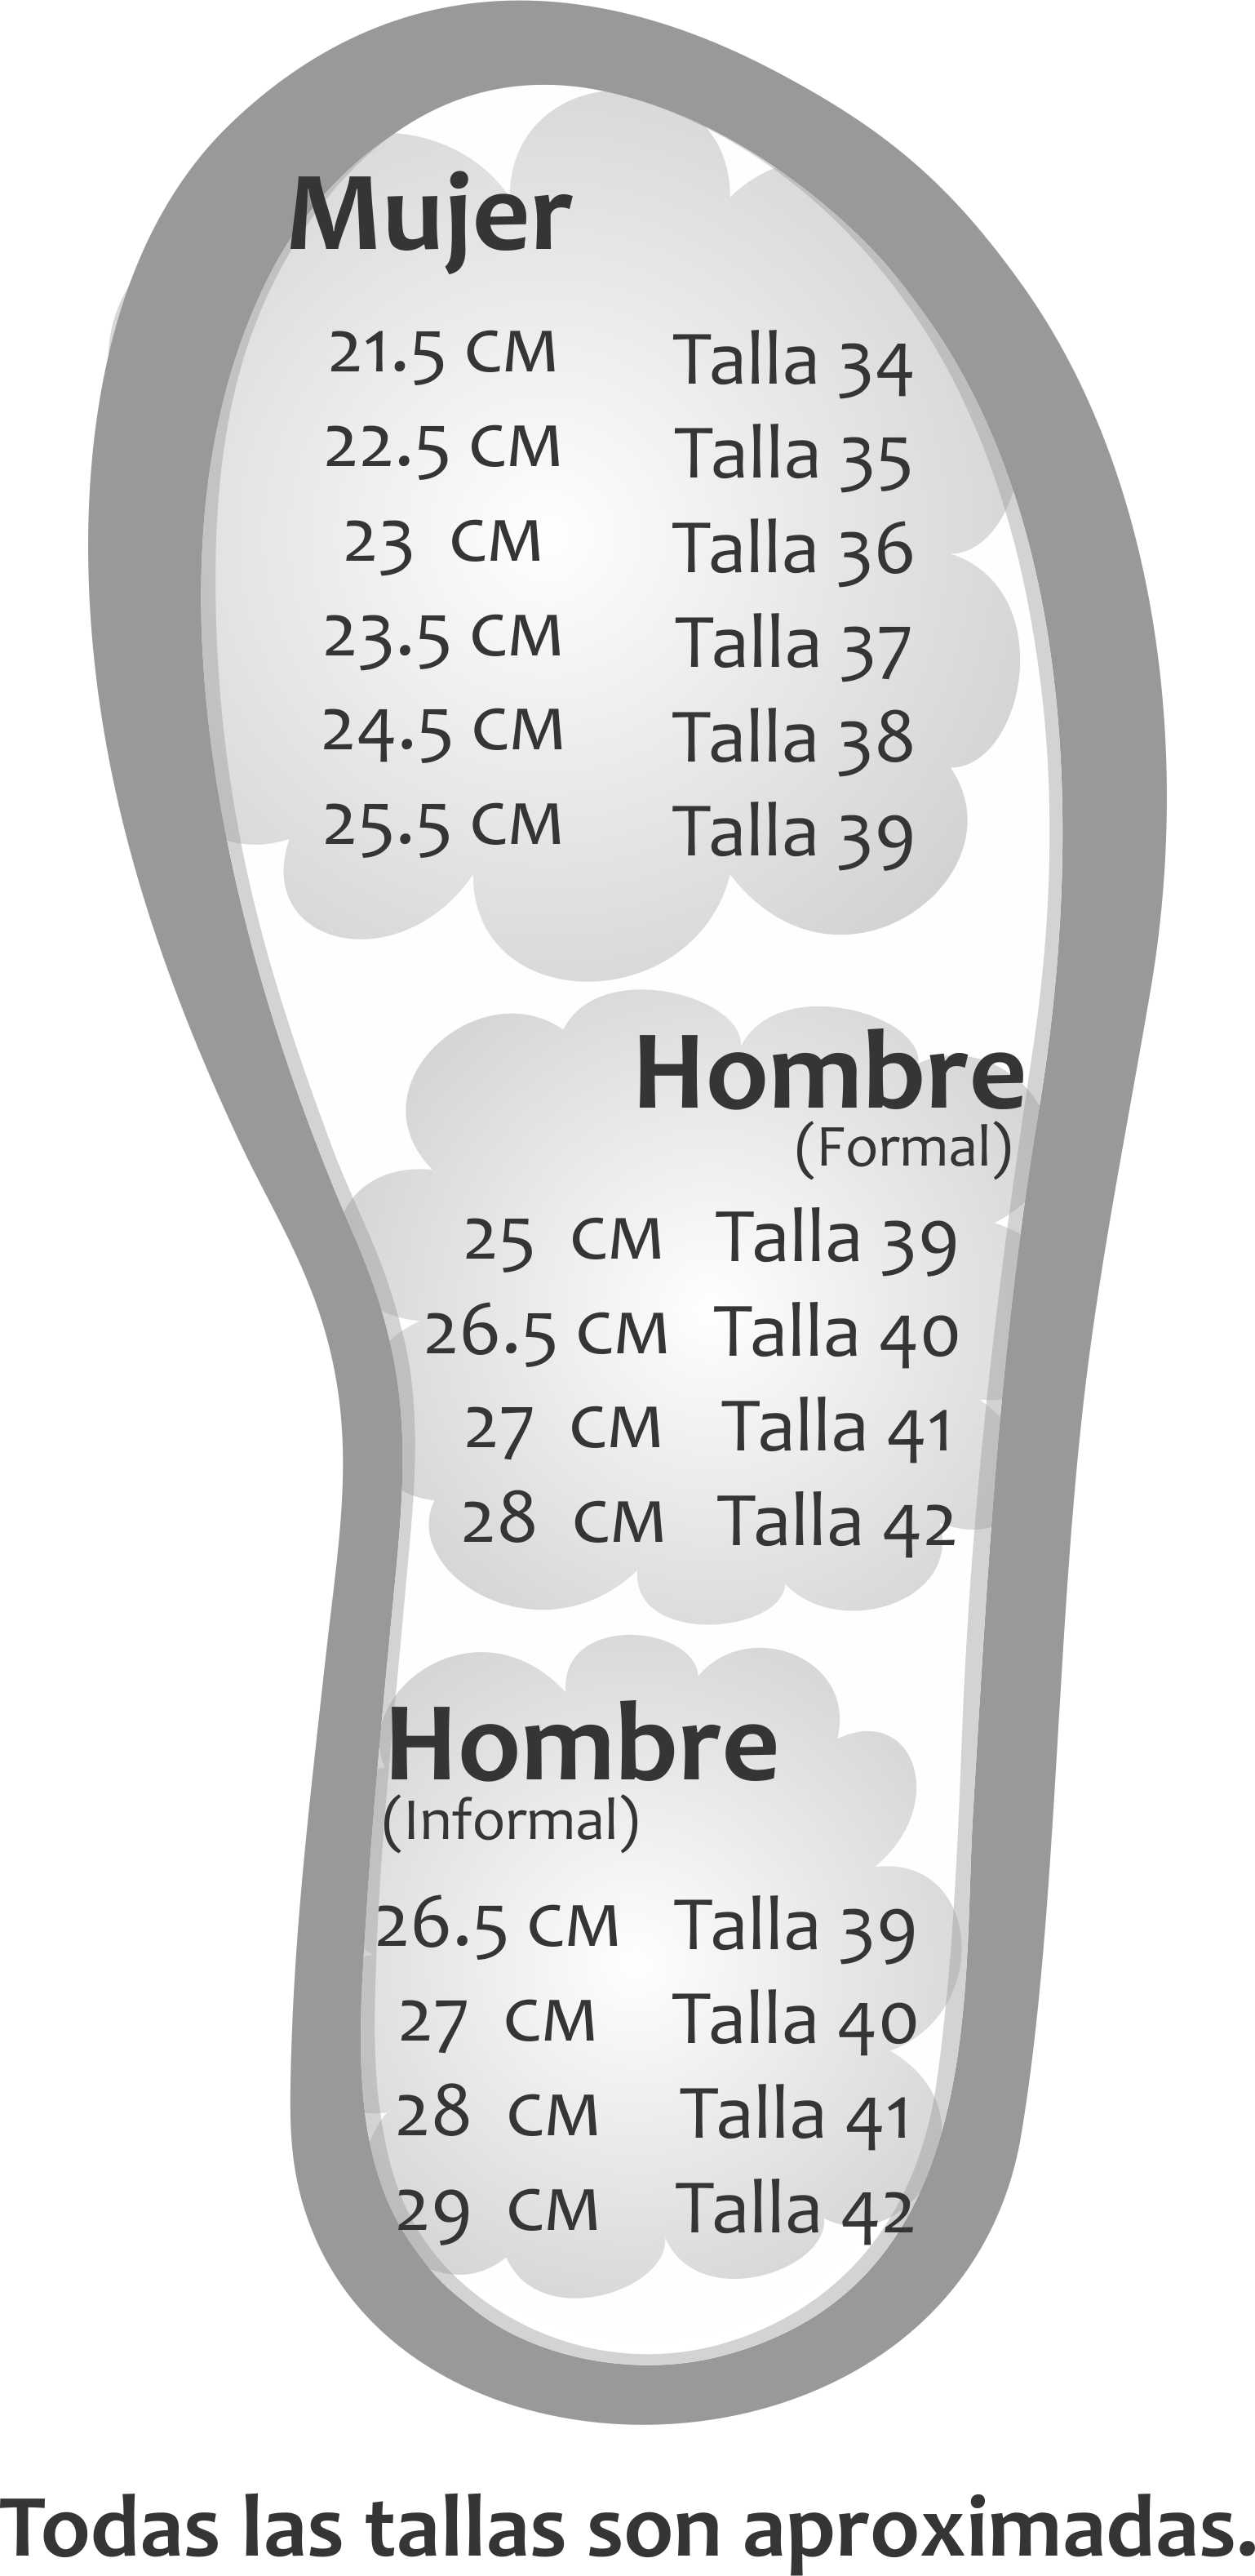 Mujer
21.5 CM Talla 34
22.5 CM Talla 35
23 CM Talla 36
23.5 CM Talla 37
24.5 CM Talla 38
25.5 CM Talla 39
Hombre
(Formal)
25 CM Talla 39
26.5 CM Talla 40
27 CM Talla 41
28 CM Talla 42
Hombre
(Informal)
26.5 CM Talla 39
27 CM Talla 40
28 CM Talla 41
29 CM Talla 42
Todas las tallas son aproximadas.